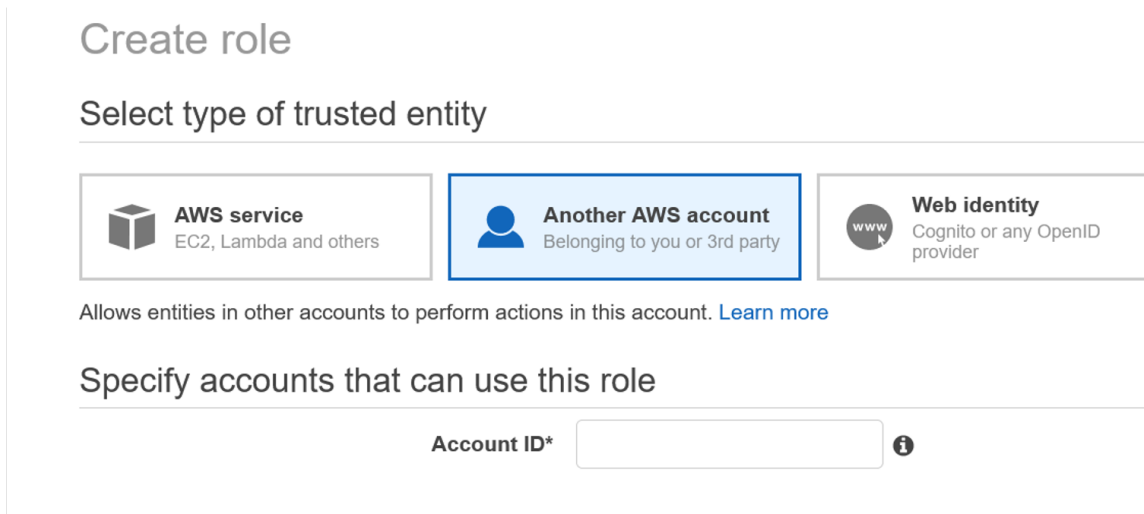 Create role
Select type of trusted entity
AWS service
EC2, Lambda and others
Another AWS account
Belonging to you or 3rd party
www
Web identity
Cognito or any OpenID
provider
Allows entities in other accounts to perform actions in this account. Learn more
Specify accounts that can use this role
Account ID*